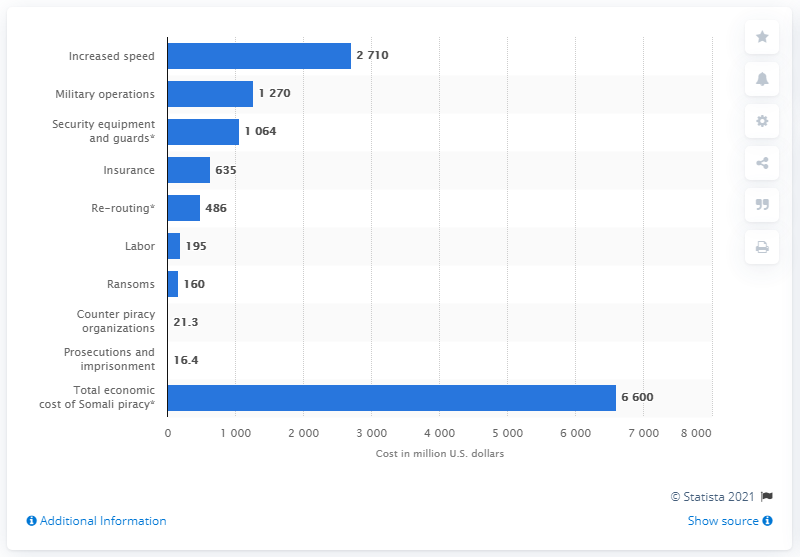 Increased speed
2 710
Military operations
1 270
Security equipment
and guards*
1 064
Insurance
635
Re-routing*
486
Labor
195
Ransoms
160
Counter piracy
organizations
21.3
Prosecutions and
imprisonment
16.4
Total economic
cost of Somali piracy*
6 600
0 1 000 2 000 3 000 4 000 5 000 6 000 7 000 8 000
Cost in million U.S. dollars
© Statista 2021
Additional Information
Show source